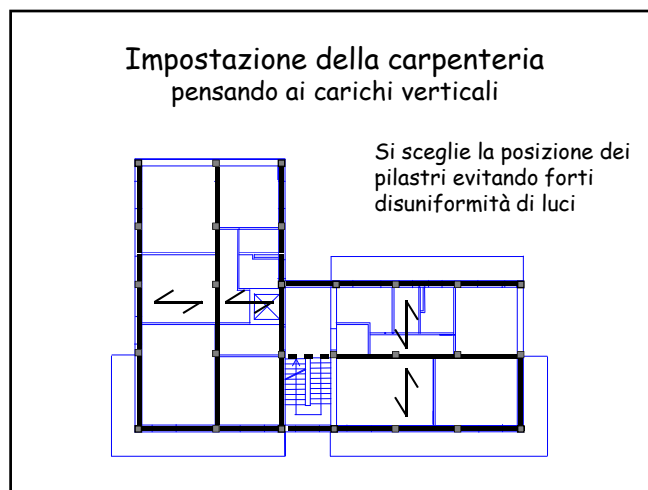 Impostazione della carpenteria
pensando ai carichi verticali
Si sceglie la posizione dei
pilastri evitando forti
disuniformità di luci